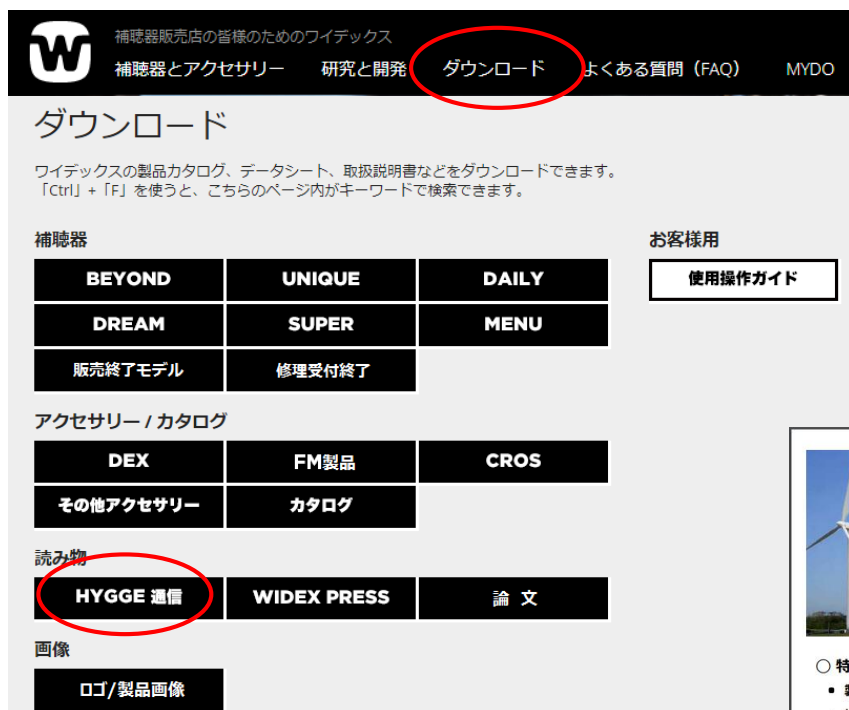 補聴器販売店の皆様のためのワイデックス
補聴器とアクセサリー 研究と開発 ダウンロード よくある質問（FAQ） MYDO
ダウンロード
ワイデックスの製品カタログ、データシート、取扱説明書などをダウンロードできます。
「Ctrl」+「F」を使うと、こちらのページ内がキーワードで検索できます。
補聴器 お客様用
BEYOND UNIQUE DAILY 使用操作ガイド
DREAM SUPER MENU
販売終了モデル 修理受付終了
アクセサリー / カタログ
DEX FM製品 CROS
その他アクセサリー カタログ
読み物
HYGGE 通信 WIDEX PRESS 論 文
画像
ロゴ/製品画像
○ 特